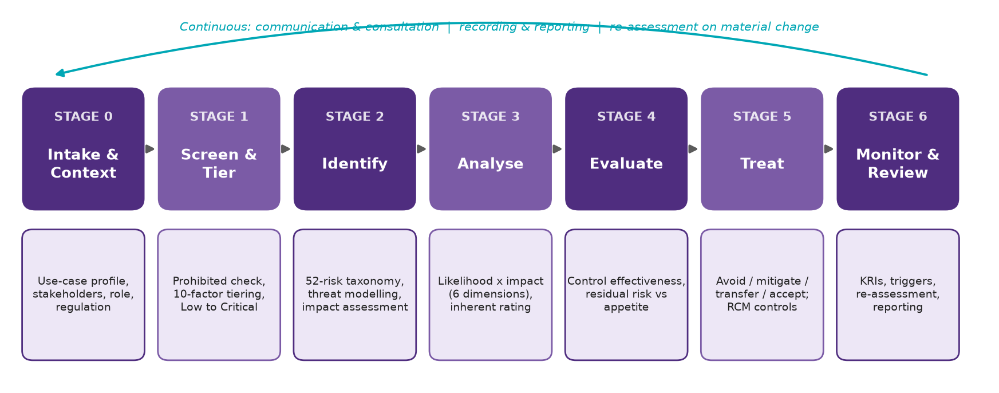 Continuous: communication & consultation | recording & reporting | re-assessment on material change
STAGE 0
Intake &
Context
STAGE 1
Screen &
Tier
STAGE 2
Identify
STAGE 3
Analyse
STAGE 4
Evaluate
STAGE 5
Treat
STAGE 6
Monitor &
Review
Use-case profile,
stakeholders, role,
regulation
Prohibited check,
10-factor tiering,
Low to Critical
52-risk taxonomy,
threat modelling,
impact assessment
Likelihood x impact
(6 dimensions),
inherent rating
Control effectiveness,
residual risk vs
appetite
Avoid / mitigate /
transfer / accept;
RCM controls
KRIs, triggers,
re-assessment,
reporting